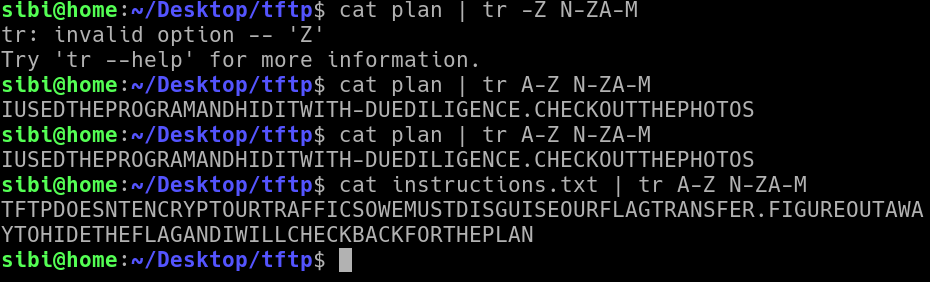 sibi@home:~/Desktop/tftp$ cat plan | tr -Z N-ZA-M
tr: invalid option -- 'Z'
Try 'tr --help' for more information.
sibi@home:~/Desktop/tftp$ cat plan | tr A-Z N-ZA-M
IUSEDTHEPROGRAMANDHIDITWITH-DUEDILIGENCE.CHECKOUTTHEPHOTOS
sibi@home:~/Desktop/tftp$ cat plan | tr A-Z N-ZA-M
IUSEDTHEPROGRAMANDHIDITWITH-DUEDILIGENCE.CHECKOUTTHEPHOTOS
sibi@home:~/Desktop/tftp$ cat instructions.txt | tr A-Z N-ZA-M
TFTPDOESNTENCRYPTOURTRAFFICSOWEMUSTDISGUISEOURFLAGTRANSFER.FIGUREOUTAWA
YTOHIDETHEFLAGANDIWILLCHECKBACKFORTHEPLAN
sibi@home:~/Desktop/tftp$